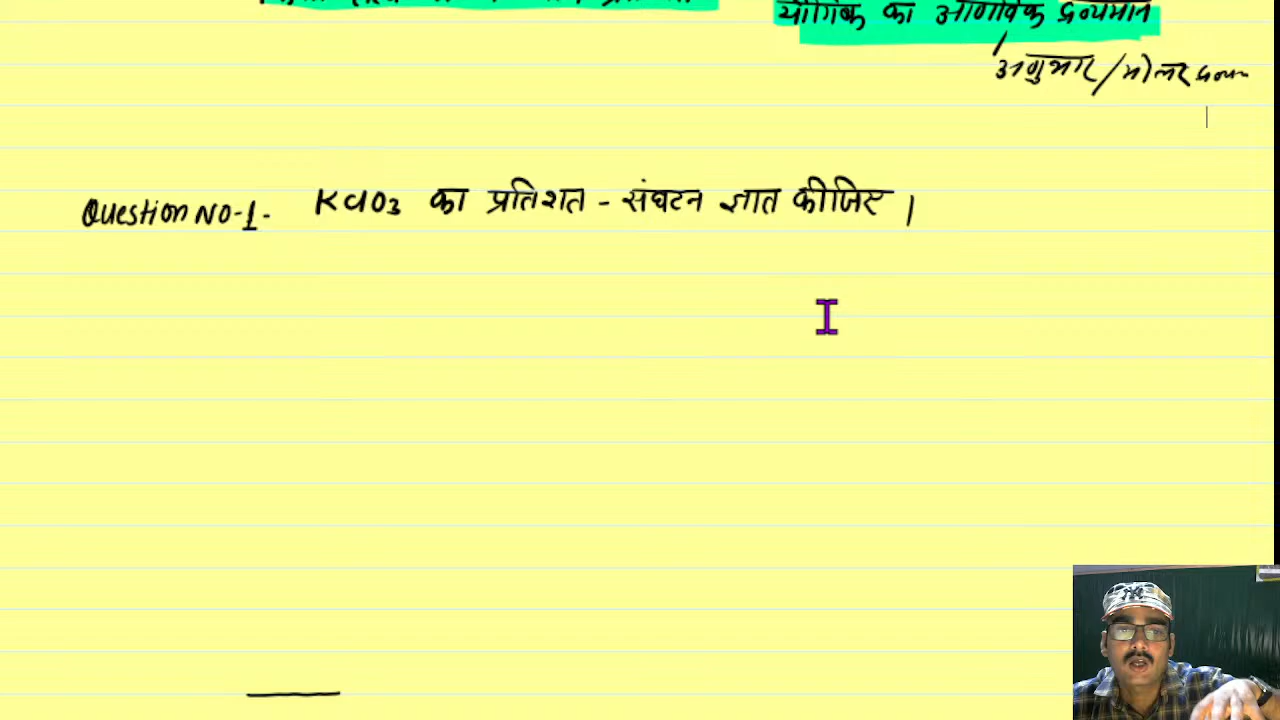 यौगिक का आणविक द्रव्यमान
अणुभार/मोलर
Question No-1- KClO3 का प्रतिशत - संघटन ज्ञात कीजिए ।